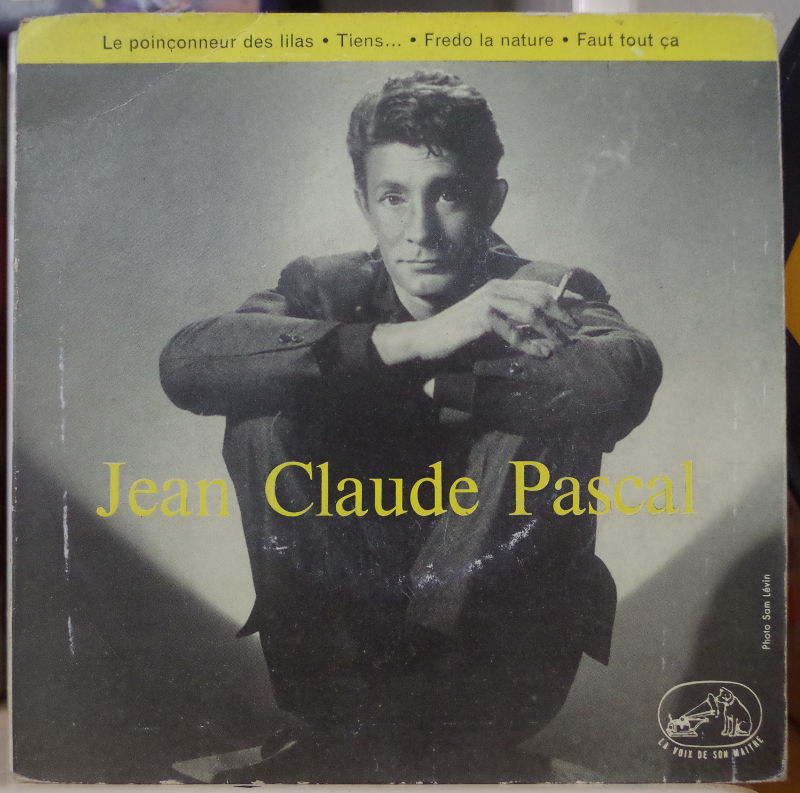 Le poinçonneur des lilas • Tiens... • Fredo la nature • Faut tout ça
Jean Claude Pascal
Photo Sam Lévin
LA VOIX DE SON MAITRE